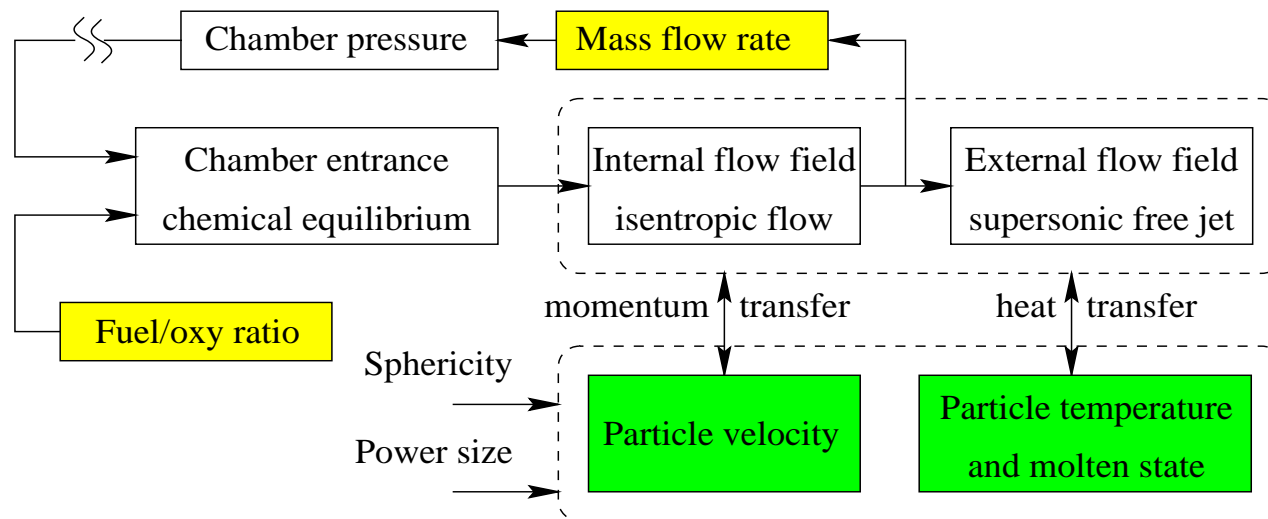 Chamber pressure
Mass flow rate
Chamber entrance
chemical equilibrium
Internal flow field
isentropic flow
External flow field
supersonic free jet
Fuel/oxy ratio
momentum transfer
heat transfer
Sphericity
Power size
Particle velocity
Particle temperature
and molten state